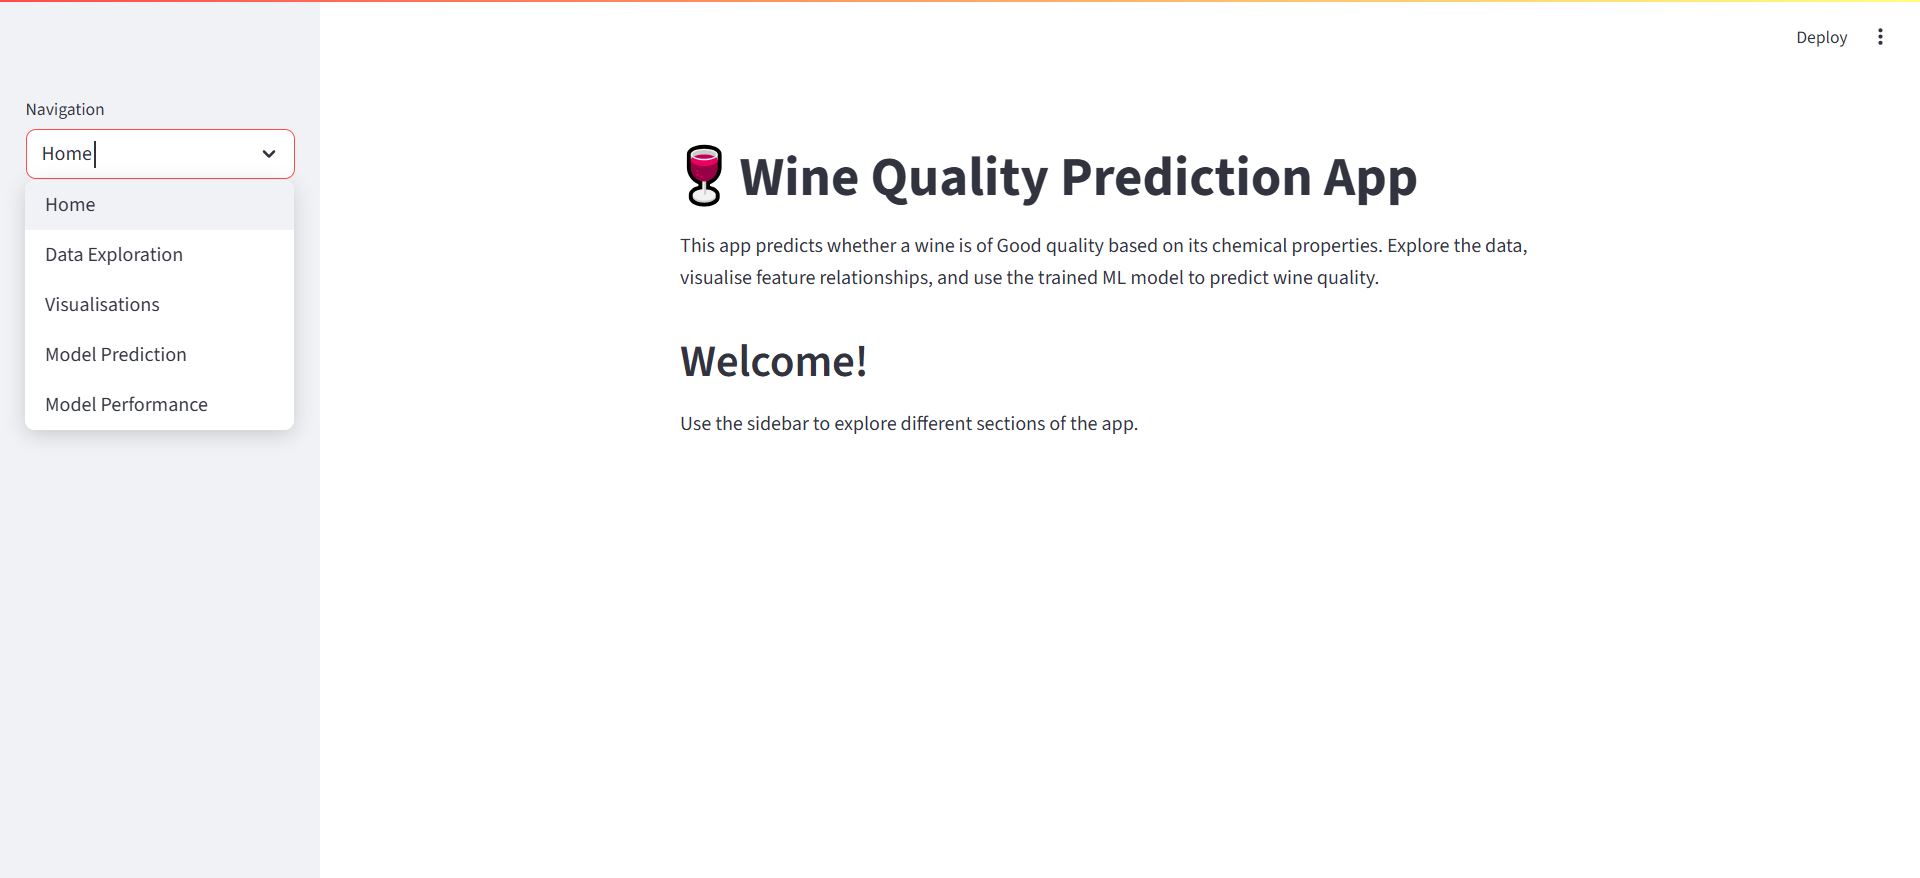 Deploy
Navigation
Home
Home
Data Exploration
Visualisations
Model Prediction
Model Performance
Wine Quality Prediction App
This app predicts whether a wine is of Good quality based on its chemical properties. Explore the data,
visualise feature relationships, and use the trained ML model to predict wine quality.
Welcome!
Use the sidebar to explore different sections of the app.